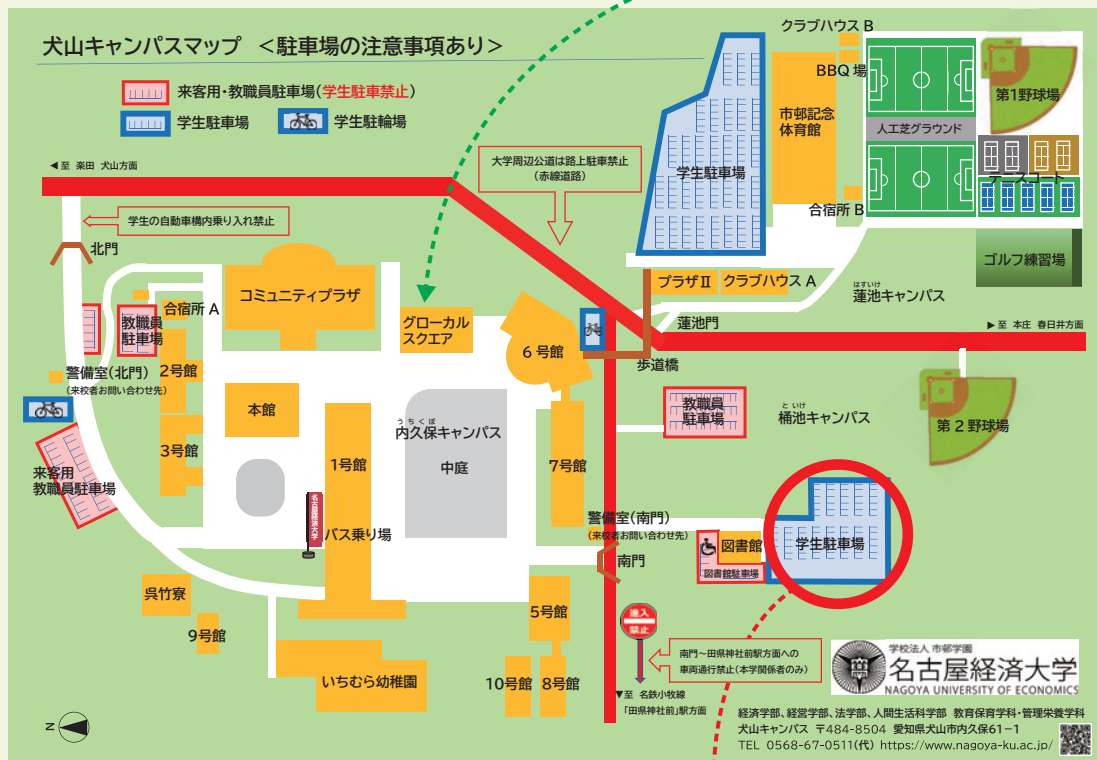 犬山キャンパスマップ ＜駐車場の注意事項あり＞
来客用・教職員駐車場(学生駐車禁止)
学生駐車場
学生駐輪場
◀至 楽田 犬山方面
大学周辺公道は路上駐車禁止
(赤線道路)
学生の自動車構内乗り入れ禁止
北門
クラブハウス B
BBQ 場
市邨記念
体育館
人工芝グラウンド
第1野球場
テニスコート
学生駐車場
合宿所 B
ゴルフ練習場
プラザⅡ
クラブハウス A
はすいけ
蓮池キャンパス
蓮池門
▶至 本庄 春日井方面
歩道橋
コミュニティプラザ
合宿所 A
教職員
駐車場
グローカル
スクエア
6 号館
2号館
警備室(北門)
(来校者お問い合わせ先)
本館
うちくぼ
内久保キャンパス
中庭
教職員
駐車場
と いけ
桶池キャンパス
第 2 野球場
3号館
1号館
7号館
来客用
教職員駐車場
名古屋経済大学
バス乗り場
警備室(南門)
(来校者お問い合わせ先)
図書館
図書館駐車場
学生駐車場
南門
呉竹寮
9号館
5号館
進入
禁止
南門～田県神社前駅方面への
車両通行禁止(本学関係者のみ)
いちむら幼稚園
10号館
8号館
▼至 名鉄小牧線
「田県神社前」駅方面
学校法人 市邨学園
名古屋経済大学
NAGOYA UNIVERSITY OF ECONOMICS
経済学部、経営学部、法学部、人間生活科学部 教育保育学科・管理栄養学科
犬山キャンパス 〒484-8504 愛知県犬山市内久保61－1
TEL 0568-67-0511(代) https://www.nagoya-ku.ac.jp/
N